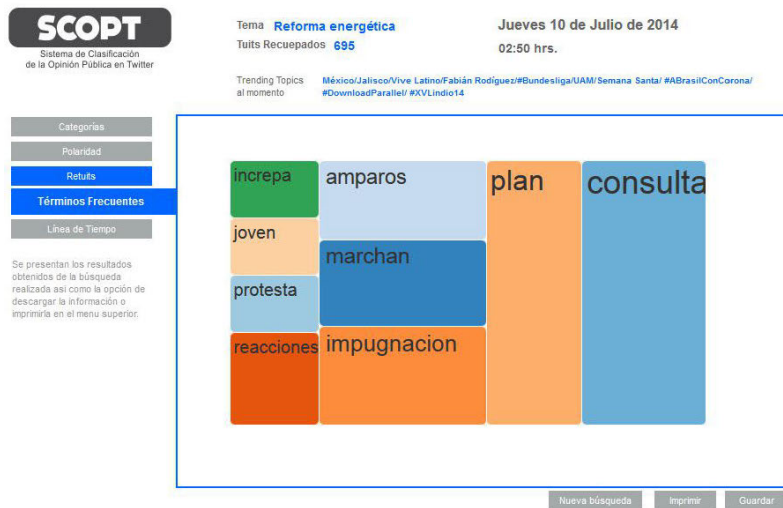 SCOPT
Sistema de Clasificación
de la Opinión Pública en Twitter
Tema Reforma energética
Tuits Recuepados 695
Jueves 10 de Julio de 2014
02:50 hrs.
Trending Topics
al momento
México/Jalisco/Vive Latino/Fabián Rodíguez/#Bundesliga/UAM/Semana Santa/ #ABrasilConCorona/
#DownloadParallel/ #XVLindio14
Categorías
Polaridad
Retuits
Términos Frecuentes
Línea de Tiempo
Se presentan los resultados
obtenidos de la búsqueda
realizada asi como la opción de
descargar la información o
imprimirla en el menu superior.
increpa
joven
protesta
reacciones
amparos
marchan
impugnacion
plan
consulta
Nueva búsqueda
Imprimir
Guardar